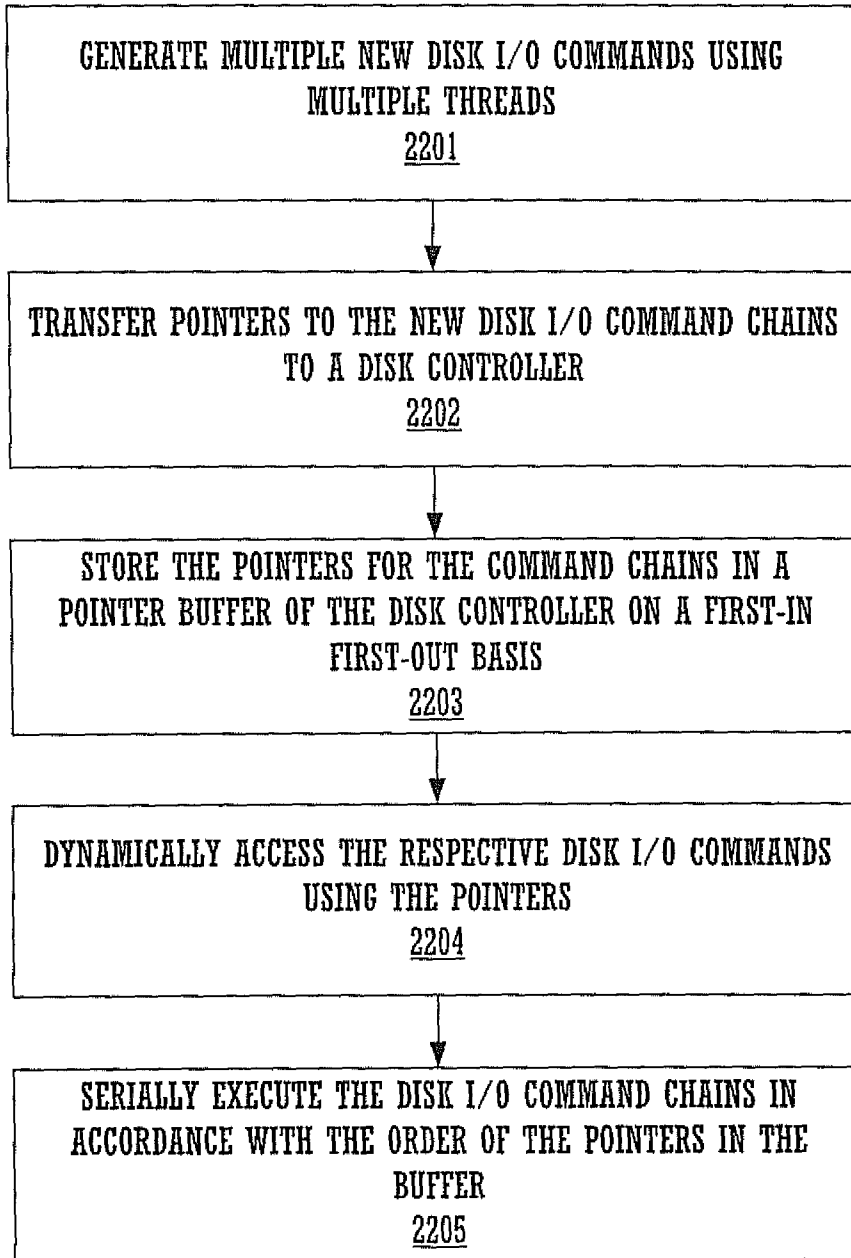 GENERATE MULTIPLE NEW DISK I/O COMMANDS USING
MULTIPLE THREADS
2201
TRANSFER POINTERS TO THE NEW DISK I/O COMMAND CHAINS
TO A DISK CONTROLLER
2202
STORE THE POINTERS FOR THE COMMAND CHAINS IN A
POINTER BUFFER OF THE DISK CONTROLLER ON A FIRST-IN
FIRST-OUT BASIS
2203
DYNAMICALLY ACCESS THE RESPECTIVE DISK I/O COMMANDS
USING THE POINTERS
2204
SERIALLY EXECUTE THE DISK I/O COMMAND CHAINS IN
ACCORDANCE WITH THE ORDER OF THE POINTERS IN THE
BUFFER
2205